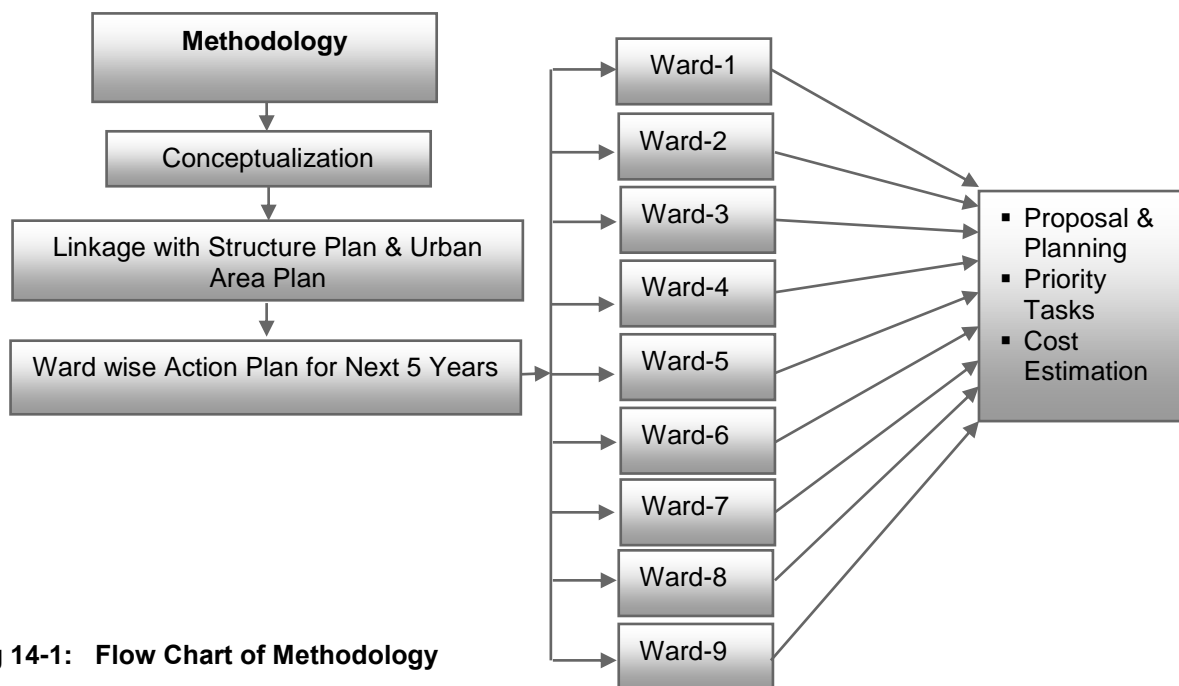 Methodology
Conceptualization
Linkage with Structure Plan & Urban
Area Plan
Ward wise Action Plan for Next 5 Years
Ward-1
Ward-2
Ward-3
Ward-4
Ward-5
Ward-6
Ward-7
Ward-8
Ward-9
▪ Proposal &
Planning
▪ Priority
Tasks
▪ Cost
Estimation
g 14-1: Flow Chart of Methodology